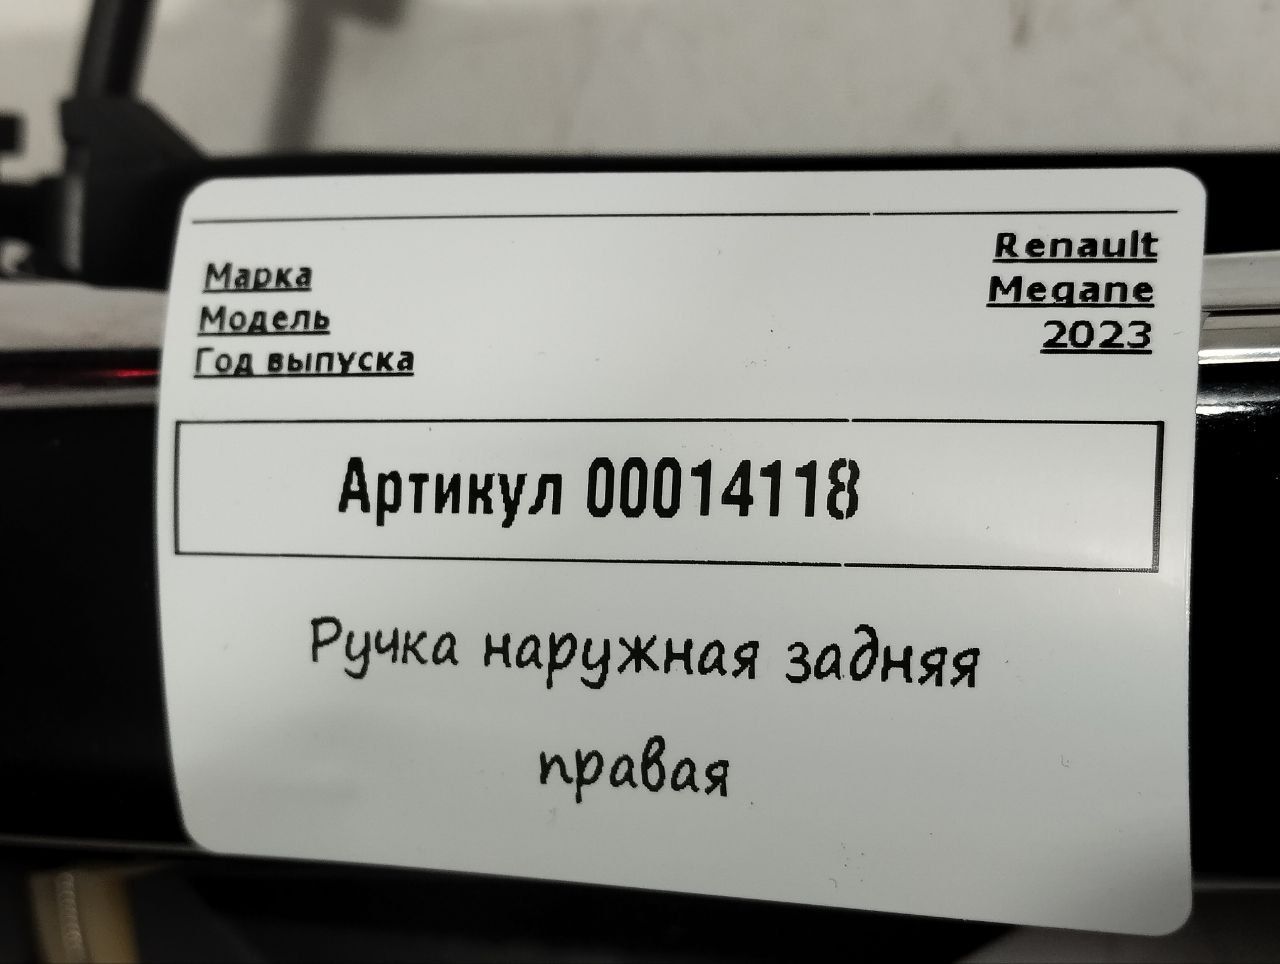 Марка Renault
Модель Megane
Год выпуска 2023
Артикул 00014118
Ручка наружная задняя
правая